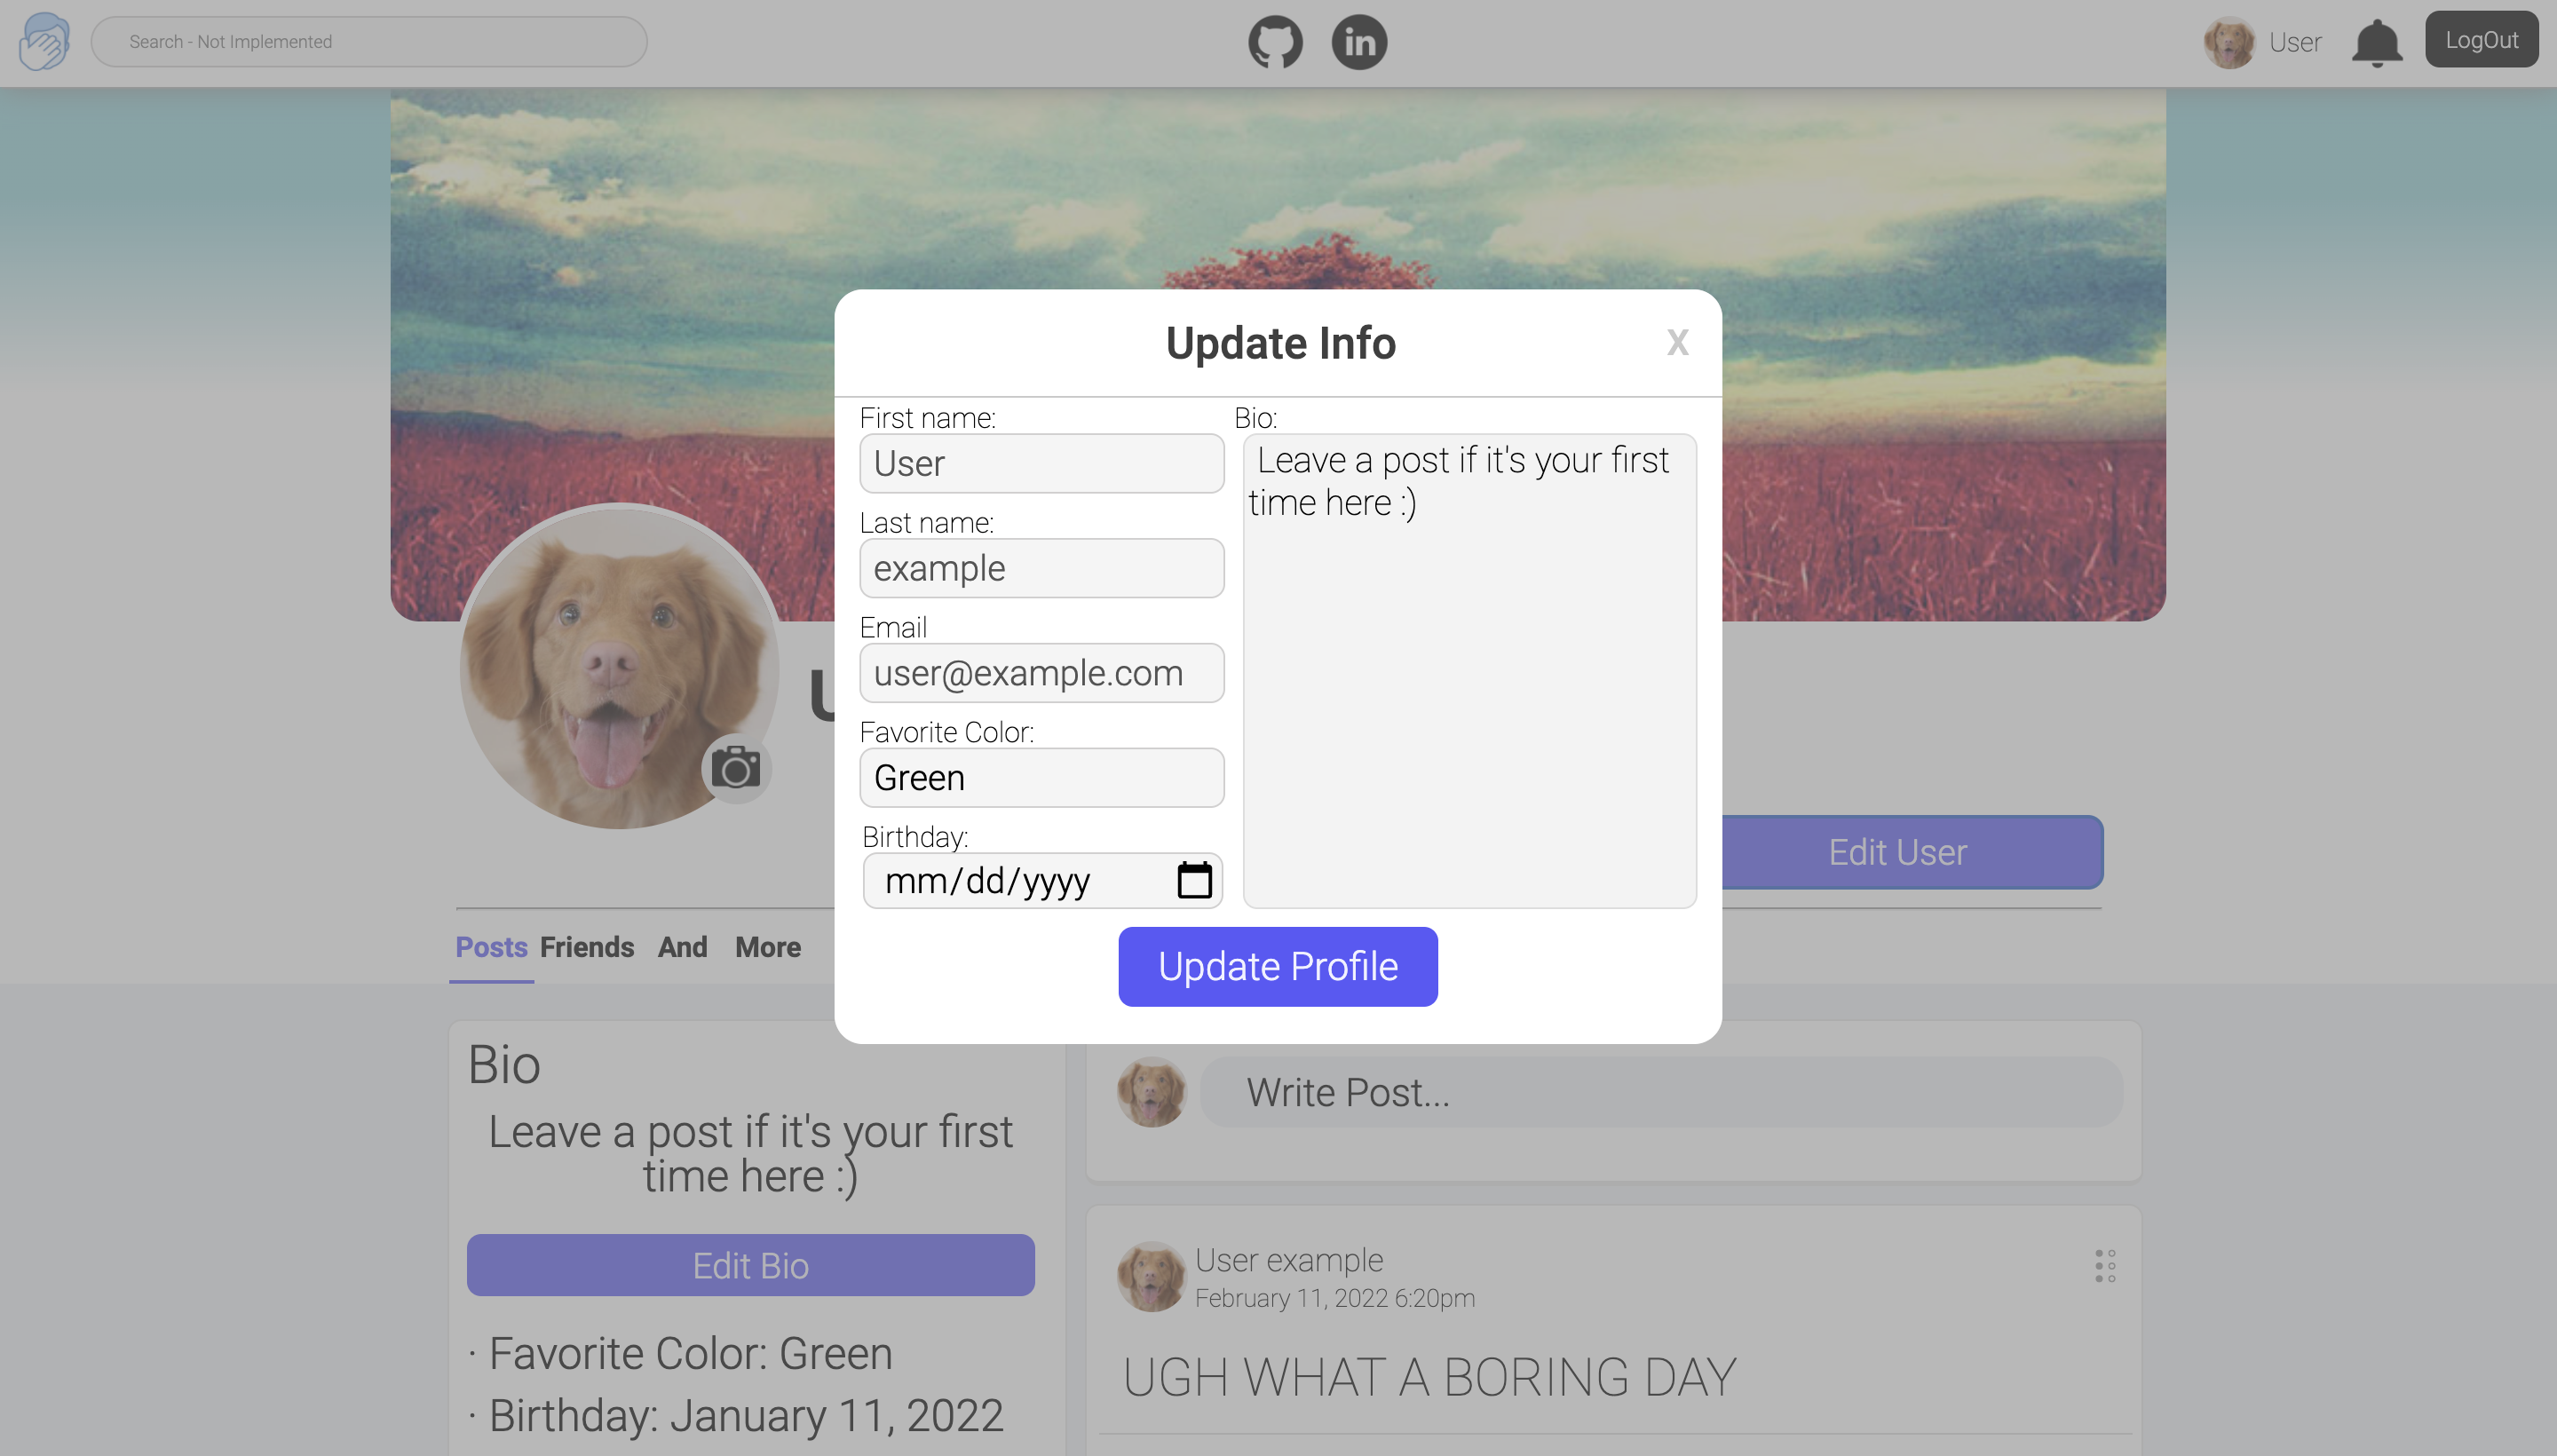 Search - Not Implemented
in
User
LogOut
Update Info
X
First name:
User
Last name:
example
Email
user@example.com
Favorite Color:
Green
Birthday:
mm/dd/yyyy
Bio:
Leave a post if it's your first
time here :)
Update Profile
Edit User
Posts Friends And More
Bio
Leave a post if it's your first
time here :)
Edit Bio
· Favorite Color: Green
· Birthday: January 11, 2022
Write Post...
User example
February 11, 2022 6:20pm
UGH WHAT A BORING DAY